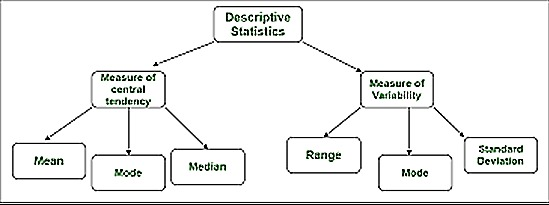 Descriptive
Statistics
Measure of
central
tendency
Measure of
Variability
Mean
Mode
Median
Range
Mode
Standard
Deviation